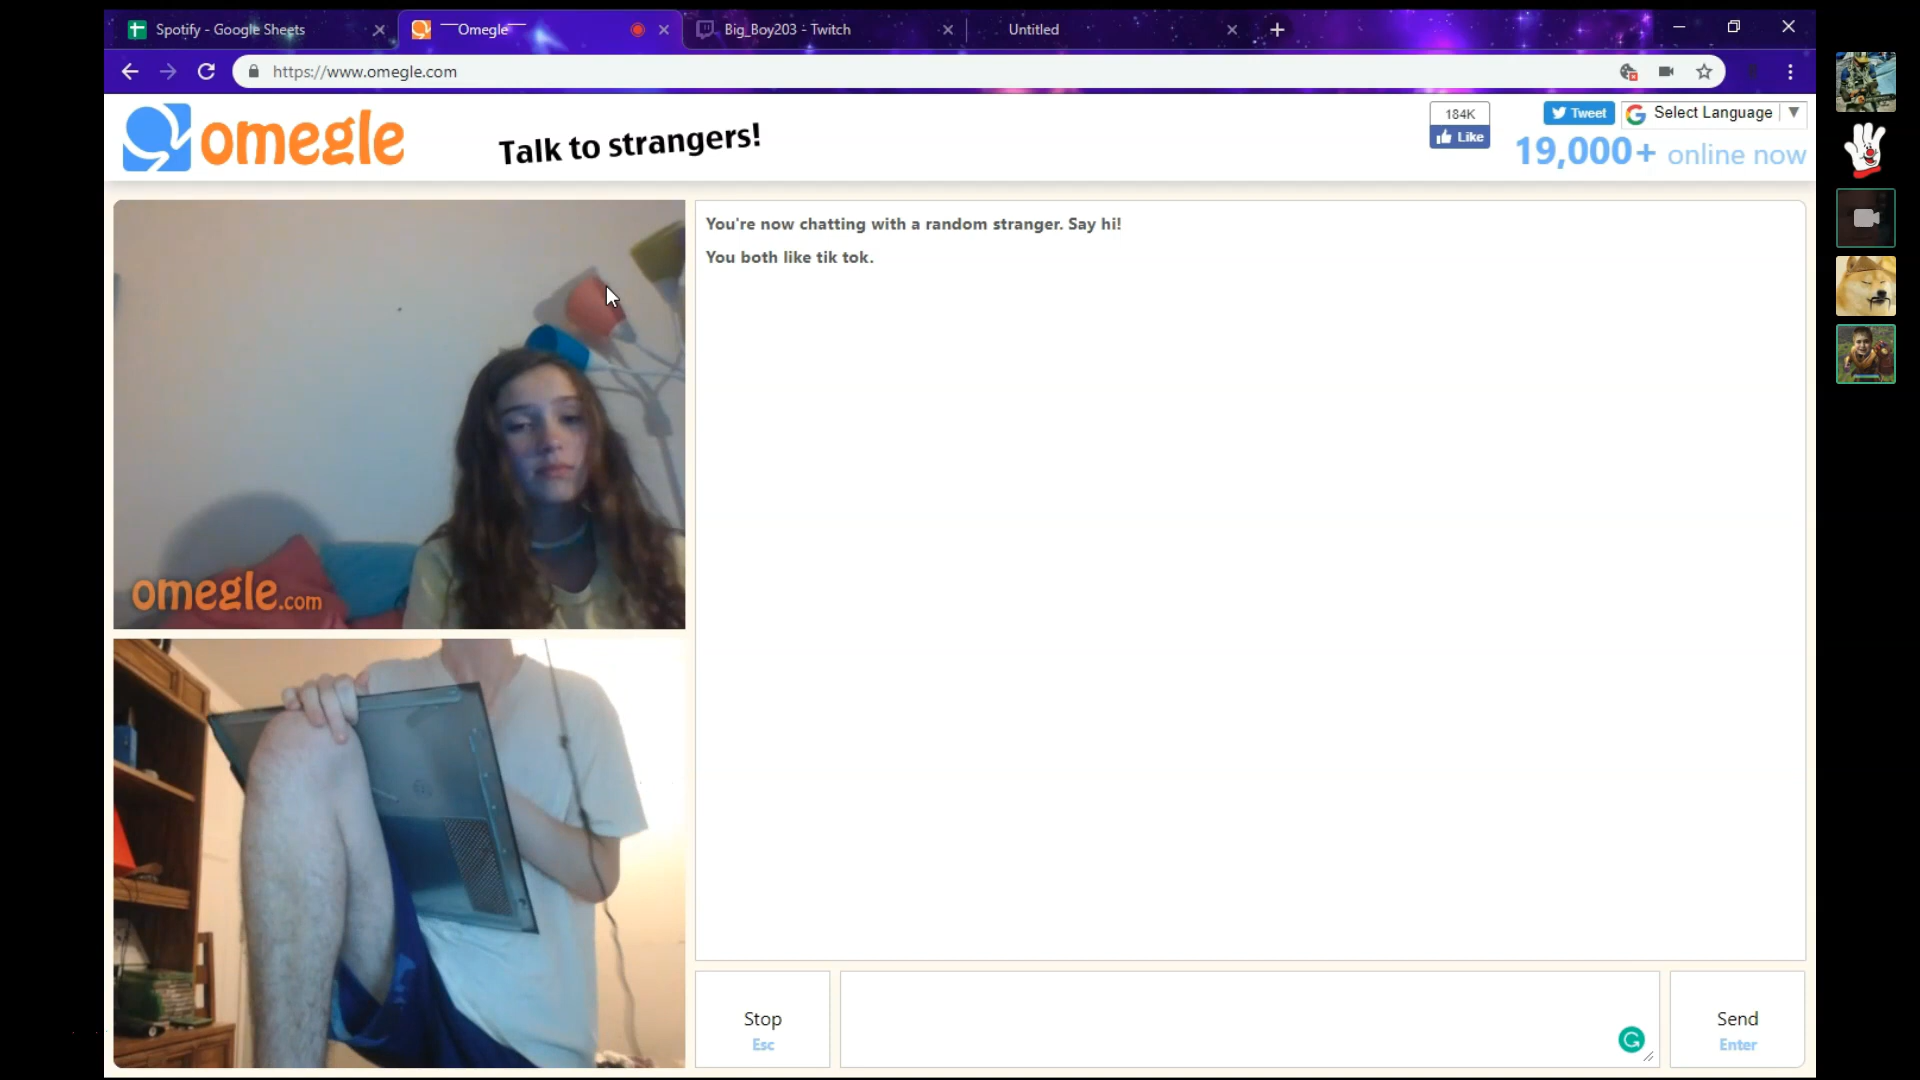 Spotify - Google Sheets
Omegle
Big_Boy203 - Twitch
Untitled
https://www.omegle.com
omegle
Talk to strangers!
184K
Like
Tweet
Select Language
19,000+ online now
You're now chatting with a random stranger. Say hi!
You both like tik tok.
omegle.com
Stop
Esc
Send
Enter